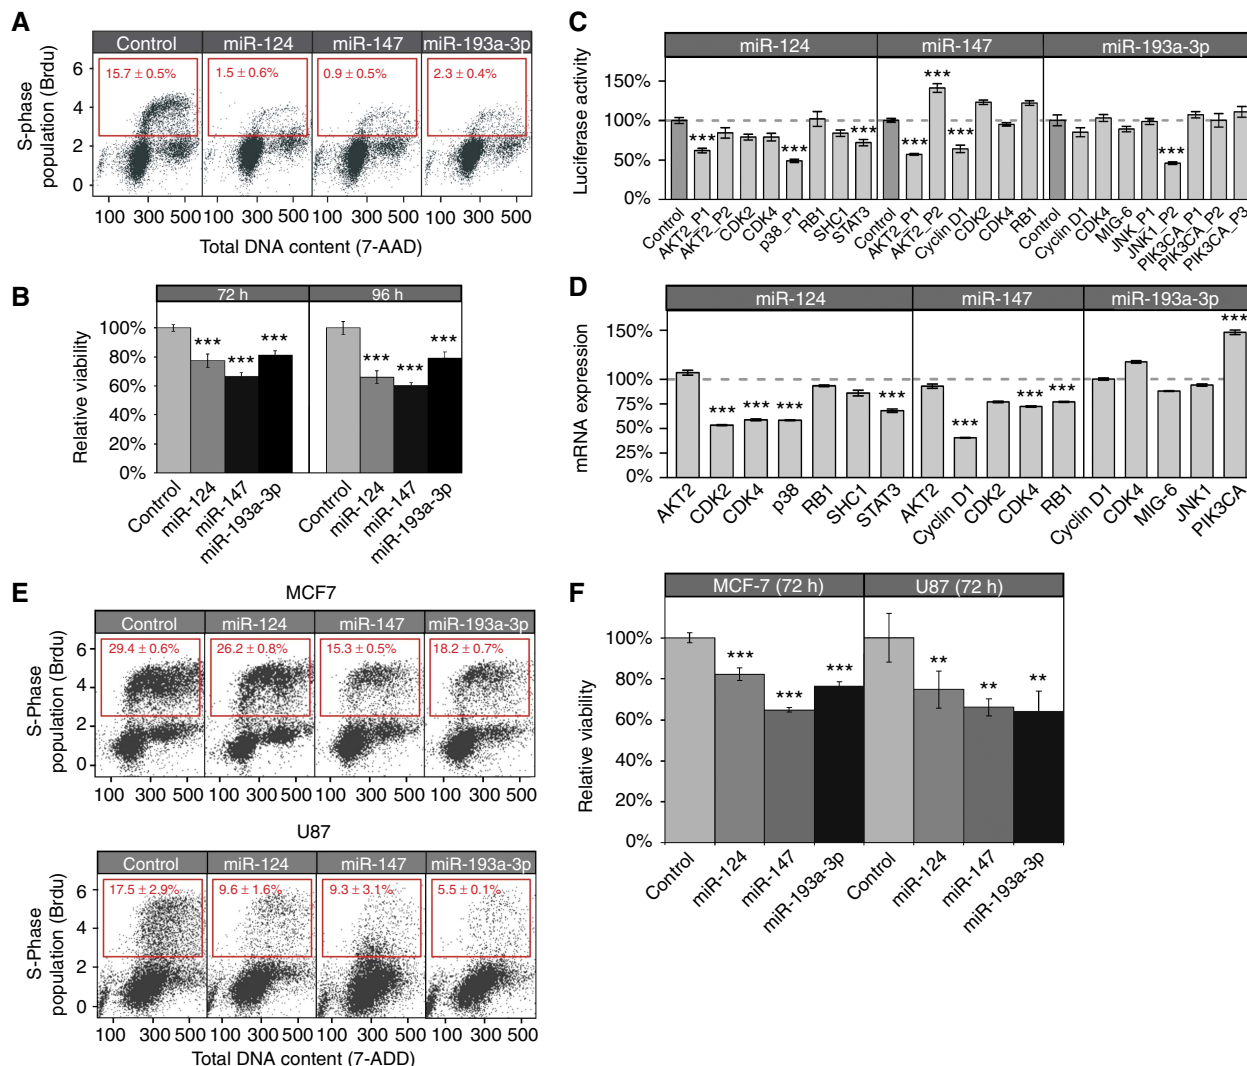 A
Control miR-124 miR-147 miR-193a-3p
S-phase
population (Brdu)
6
4
2
0
15.7 ± 0.5% 1.5 ± 0.6% 0.9 ± 0.5% 2.3 ± 0.4%
100 300 500 100 300 500 100 300 500 100 300 500
Total DNA content (7-AAD)
B
72 h 96 h
Relative viability
100%
80%
60%
40%
20%
0%
*** *** *** *** *** ***
Control miR-124 miR-147 miR-193a-3p Control miR-124 miR-147 miR-193a-3p
C
miR-124 miR-147 miR-193a-3p
Luciferase activity
150%
100%
50%
0%
*** *** *** *** *** *** ***
Control AKT2_P1 AKT2_P2 CDK2 CDK4 p38_P1 RB1 SHC1 STAT3 Control AKT2_P1 AKT2_P2 Cyclin D1 CDK2 CDK4 RB1 Control Cyclin D1 CDK4 MIG-6 JNK_P1 JNK1_P2 PIK3CA_P1 PIK3CA_P2 PIK3CA_P3
D
miR-124 miR-147 miR-193a-3p
mRNA expression
150%
100%
75%
50%
25%
0%
*** *** *** *** *** *** *** ***
AKT2 CDK2 CDK4 p38 RB1 SHC1 STAT3 AKT2 Cyclin D1 CDK2 CDK4 RB1 Cyclin D1 CDK4 MIG-6 JNK1 PIK3CA
E
MCF7
Control miR-124 miR-147 miR-193a-3p
S-Phase
population (Brdu)
6
4
2
0
29.4 ± 0.6% 26.2 ± 0.8% 15.3 ± 0.5% 18.2 ± 0.7%
100 300 500 100 300 500 100 300 500 100 300 500
U87
Control miR-124 miR-147 miR-193a-3p
S-Phase
population (Brdu)
6
4
2
0
17.5 ± 2.9% 9.6 ± 1.6% 9.3 ± 3.1% 5.5 ± 0.1%
100 300 500 100 300 500 100 300 500 100 300 500
Total DNA content (7-ADD)
F
MCF-7 (72 h) U87 (72 h)
Relative viability
100%
80%
60%
40%
20%
0%
*** *** *** ** ** **
Control miR-124 miR-147 miR-193a-3p Control miR-124 miR-147 miR-193a-3p